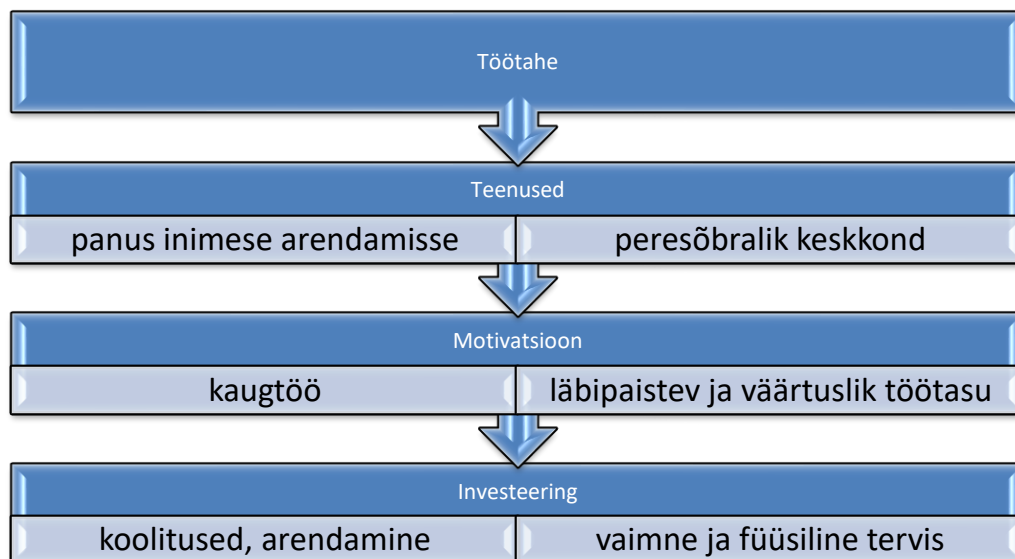 Töötahe
Teenused
panus inimese arendamisse
peresõbralik keskkond
Motivatsioon
kaugtöö
läbipaistev ja väärtuslik töötasu
Investeering
koolitused, arendamine
vaimne ja füüsiline tervis